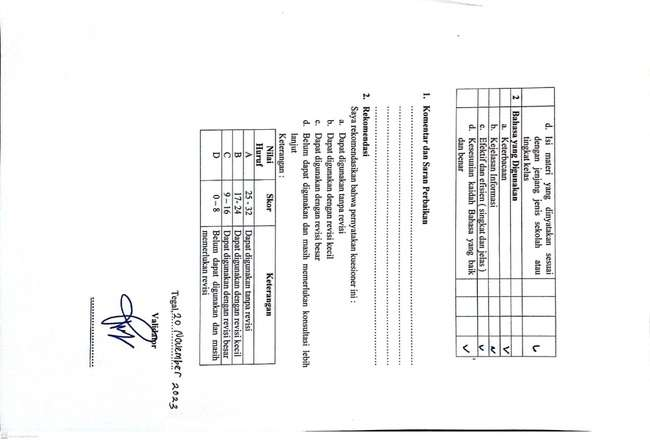 d. Isi materi yang dinyatakan sesuai
dengan jenjang jenis sekolah atau
tingkat kelas
2 Bahasa yang Digunakan
a. Keterbacaan
b. Kejelasan Informasi
c. Efektif dan efisien ( singkat dan jelas )
d. Kesesuaian kaidah Bahasa yang baik
dan benar
1. Komentar dan Saran Perbaikan
2. Rekomendasi
Saya rekomendasikan bahwa pernyatakan kuesioner ini :
a. Dapat digunakan tanpa revisi
b. Dapat digunakan dengan revisi kecil
c. Dapat digunakan dengan revisi besar
d. Belum dapat digunakan dan masih memerlukan konsultasi lebih
lanjut
Keterangan :
Nilai Huruf Skor Keterangan
A 25 - 32 Dapat digunakan tanpa revisi
B 17- 24 Dapat digunakan dengan revisi kecil
C 9 – 16 Dapat digunakan dengan revisi besar
D 0 – 8 Belum dapat digunakan dan masih
memerlukan revisi
Tegal, 20 November 2023
Validator